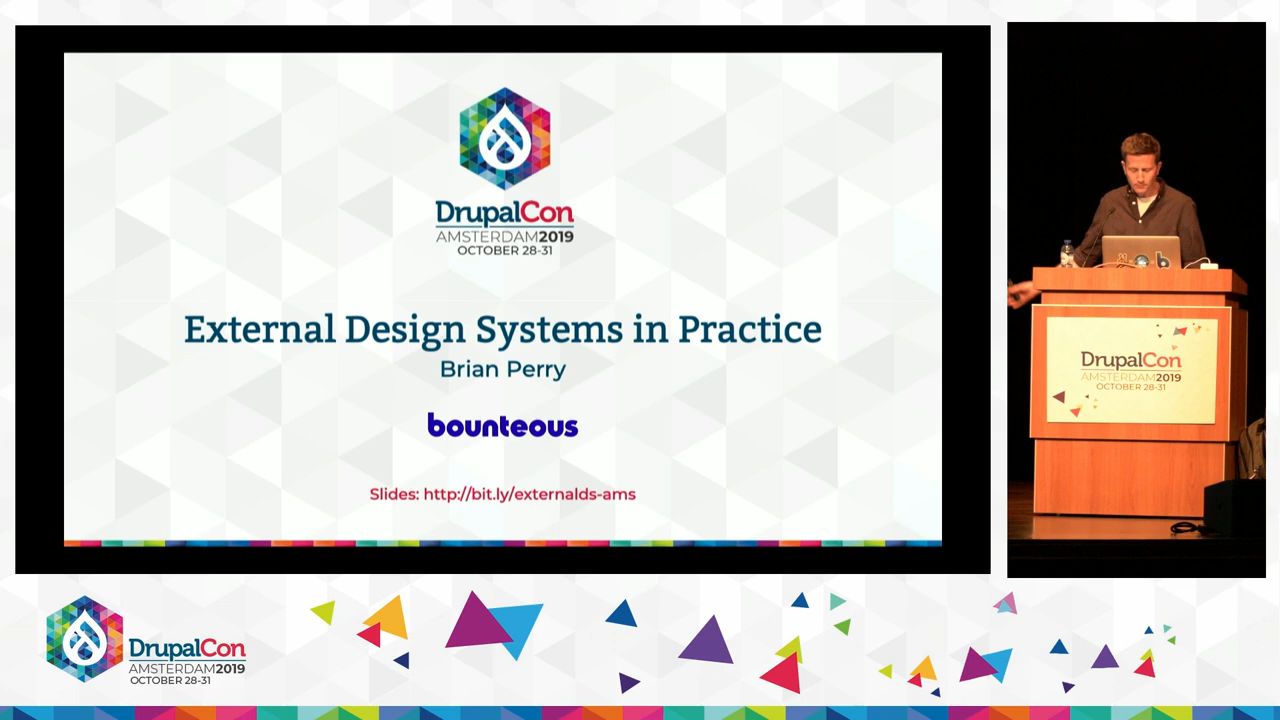 DrupalCon
AMSTERDAM2019
OCTOBER 28-31
External Design Systems in Practice
Brian Perry
bounteous
Slides: http://bit.ly/externalds-ams
DrupalCon
AMSTERDAM2019
OCTOBER 28-31
DrupalCon
AMSTERDAM2019
OCTOBER 28-31